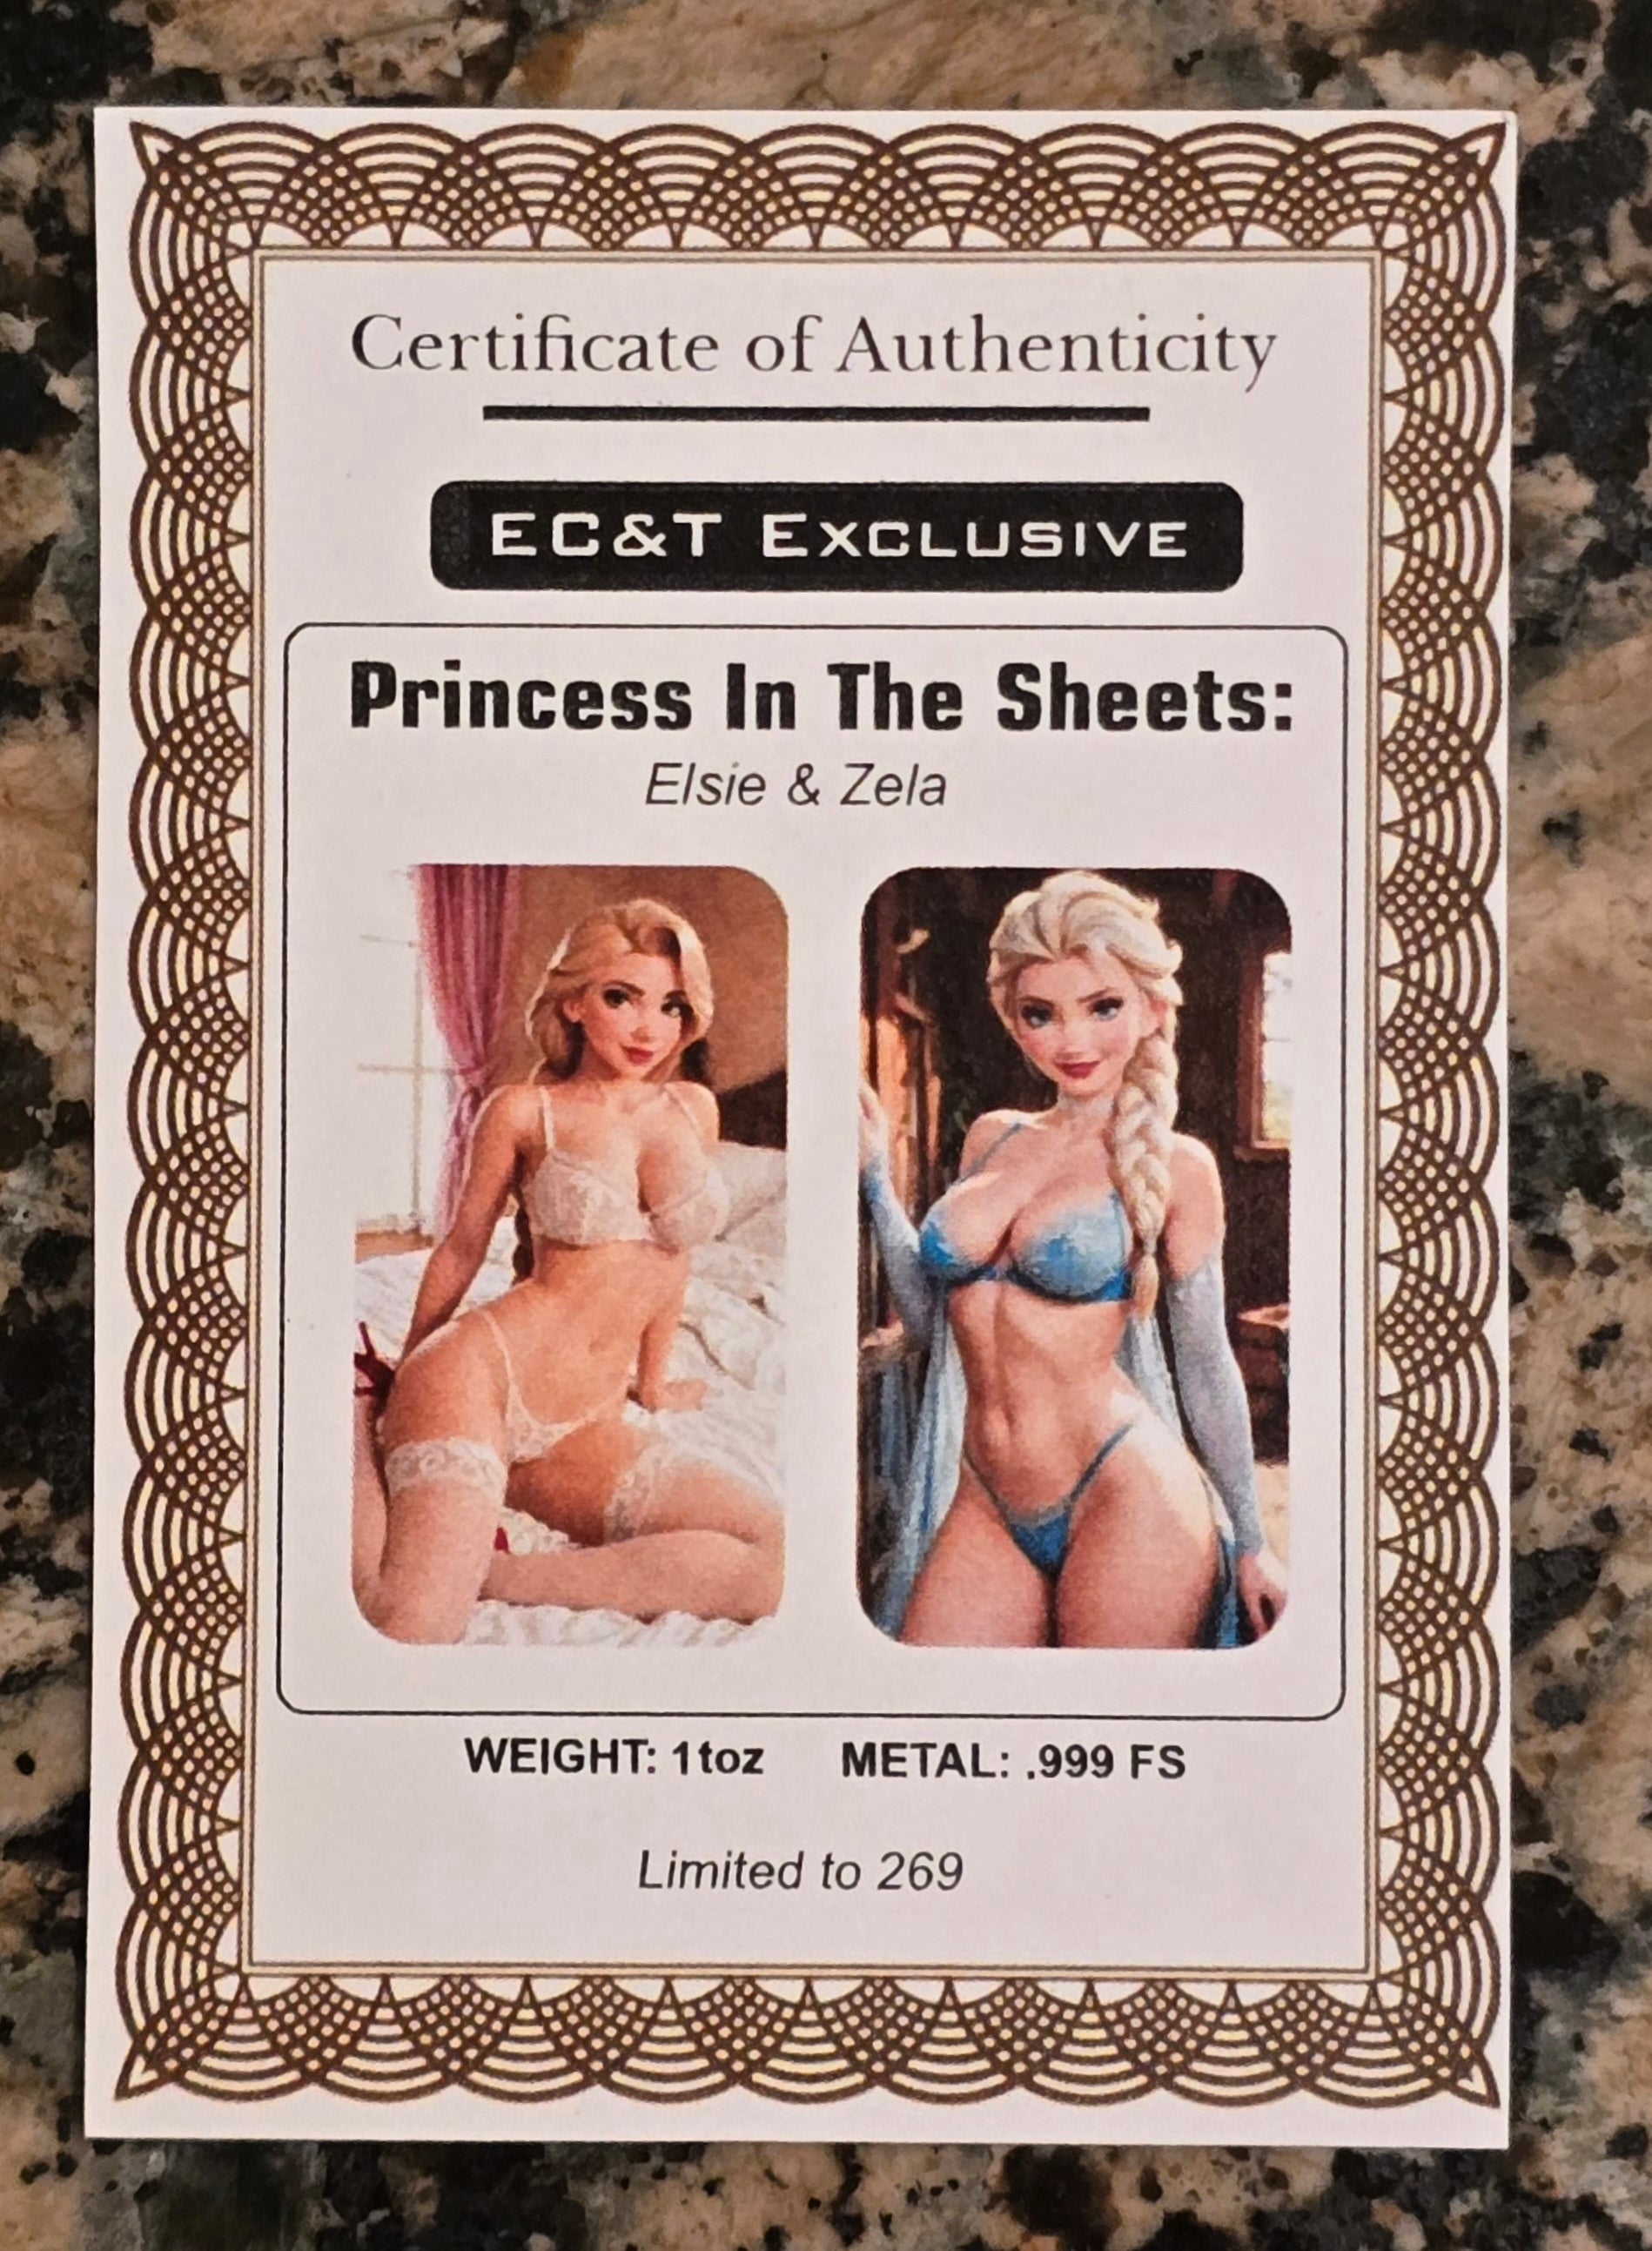 Certificate of Authenticity
EC&T EXCLUSIVE
Princess In The Sheets:
Elsie & Zela
WEIGHT: 1toz METAL: .999 FS
Limited to 269